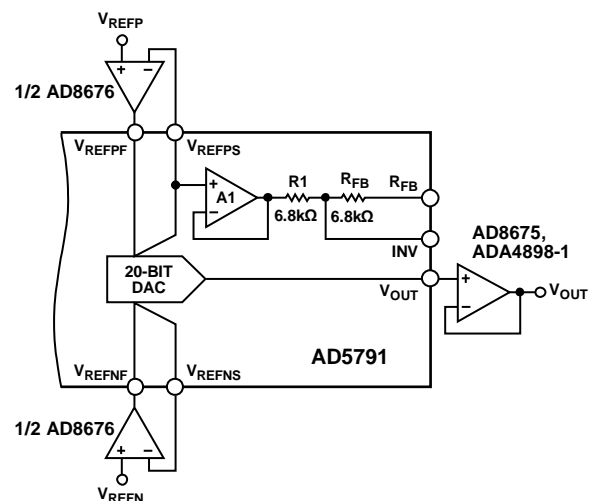 VREFP
+ −
1/2 AD8676
VREFPF
VREFPS
+
−
A1
R1
6.8kΩ
RFB
6.8kΩ
RFB
INV
20-BIT
DAC
VOUT
AD8675,
ADA4898-1
+
−
VOUT
AD5791
VREFNF
VREFNS
1/2 AD8676
+ −
VREFN